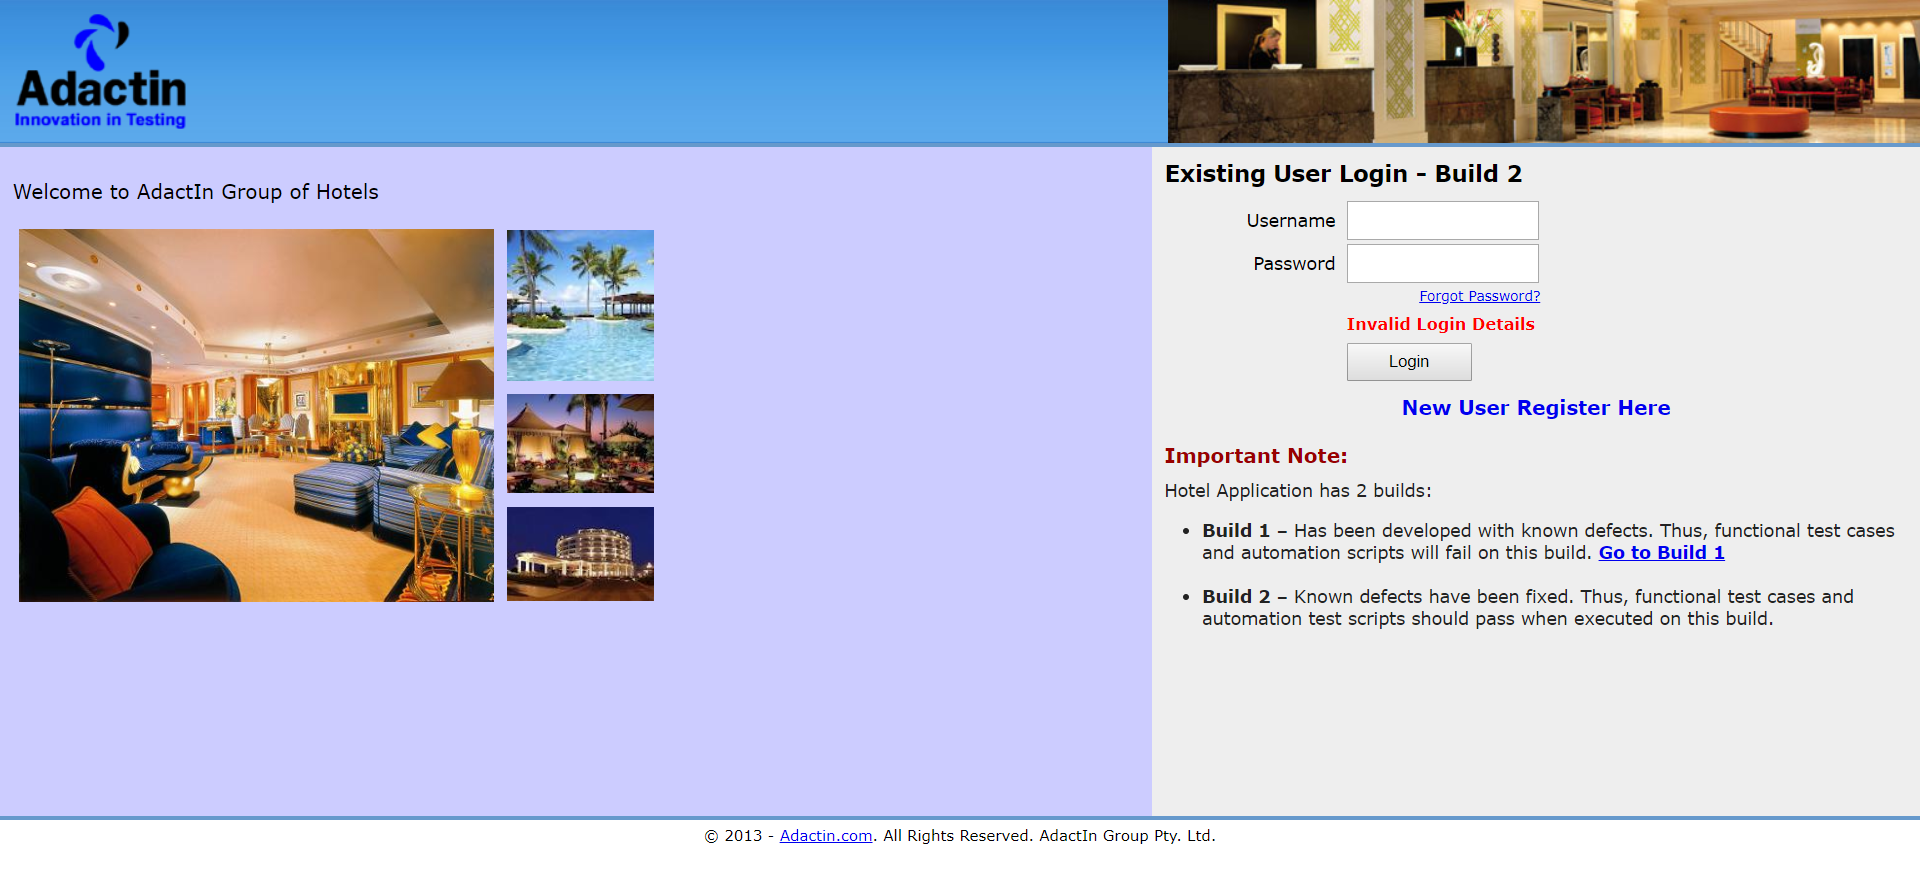 Adactin
Innovation in Testing
Welcome to AdactIn Group of Hotels
Existing User Login - Build 2
Username
Password
Forgot Password?
Invalid Login Details
Login
New User Register Here
Important Note:
Hotel Application has 2 builds:
• Build 1 – Has been developed with known defects. Thus, functional test cases
and automation scripts will fail on this build. Go to Build 1
• Build 2 – Known defects have been fixed. Thus, functional test cases and
automation test scripts should pass when executed on this build.
© 2013 - Adactin.com. All Rights Reserved. AdactIn Group Pty. Ltd.